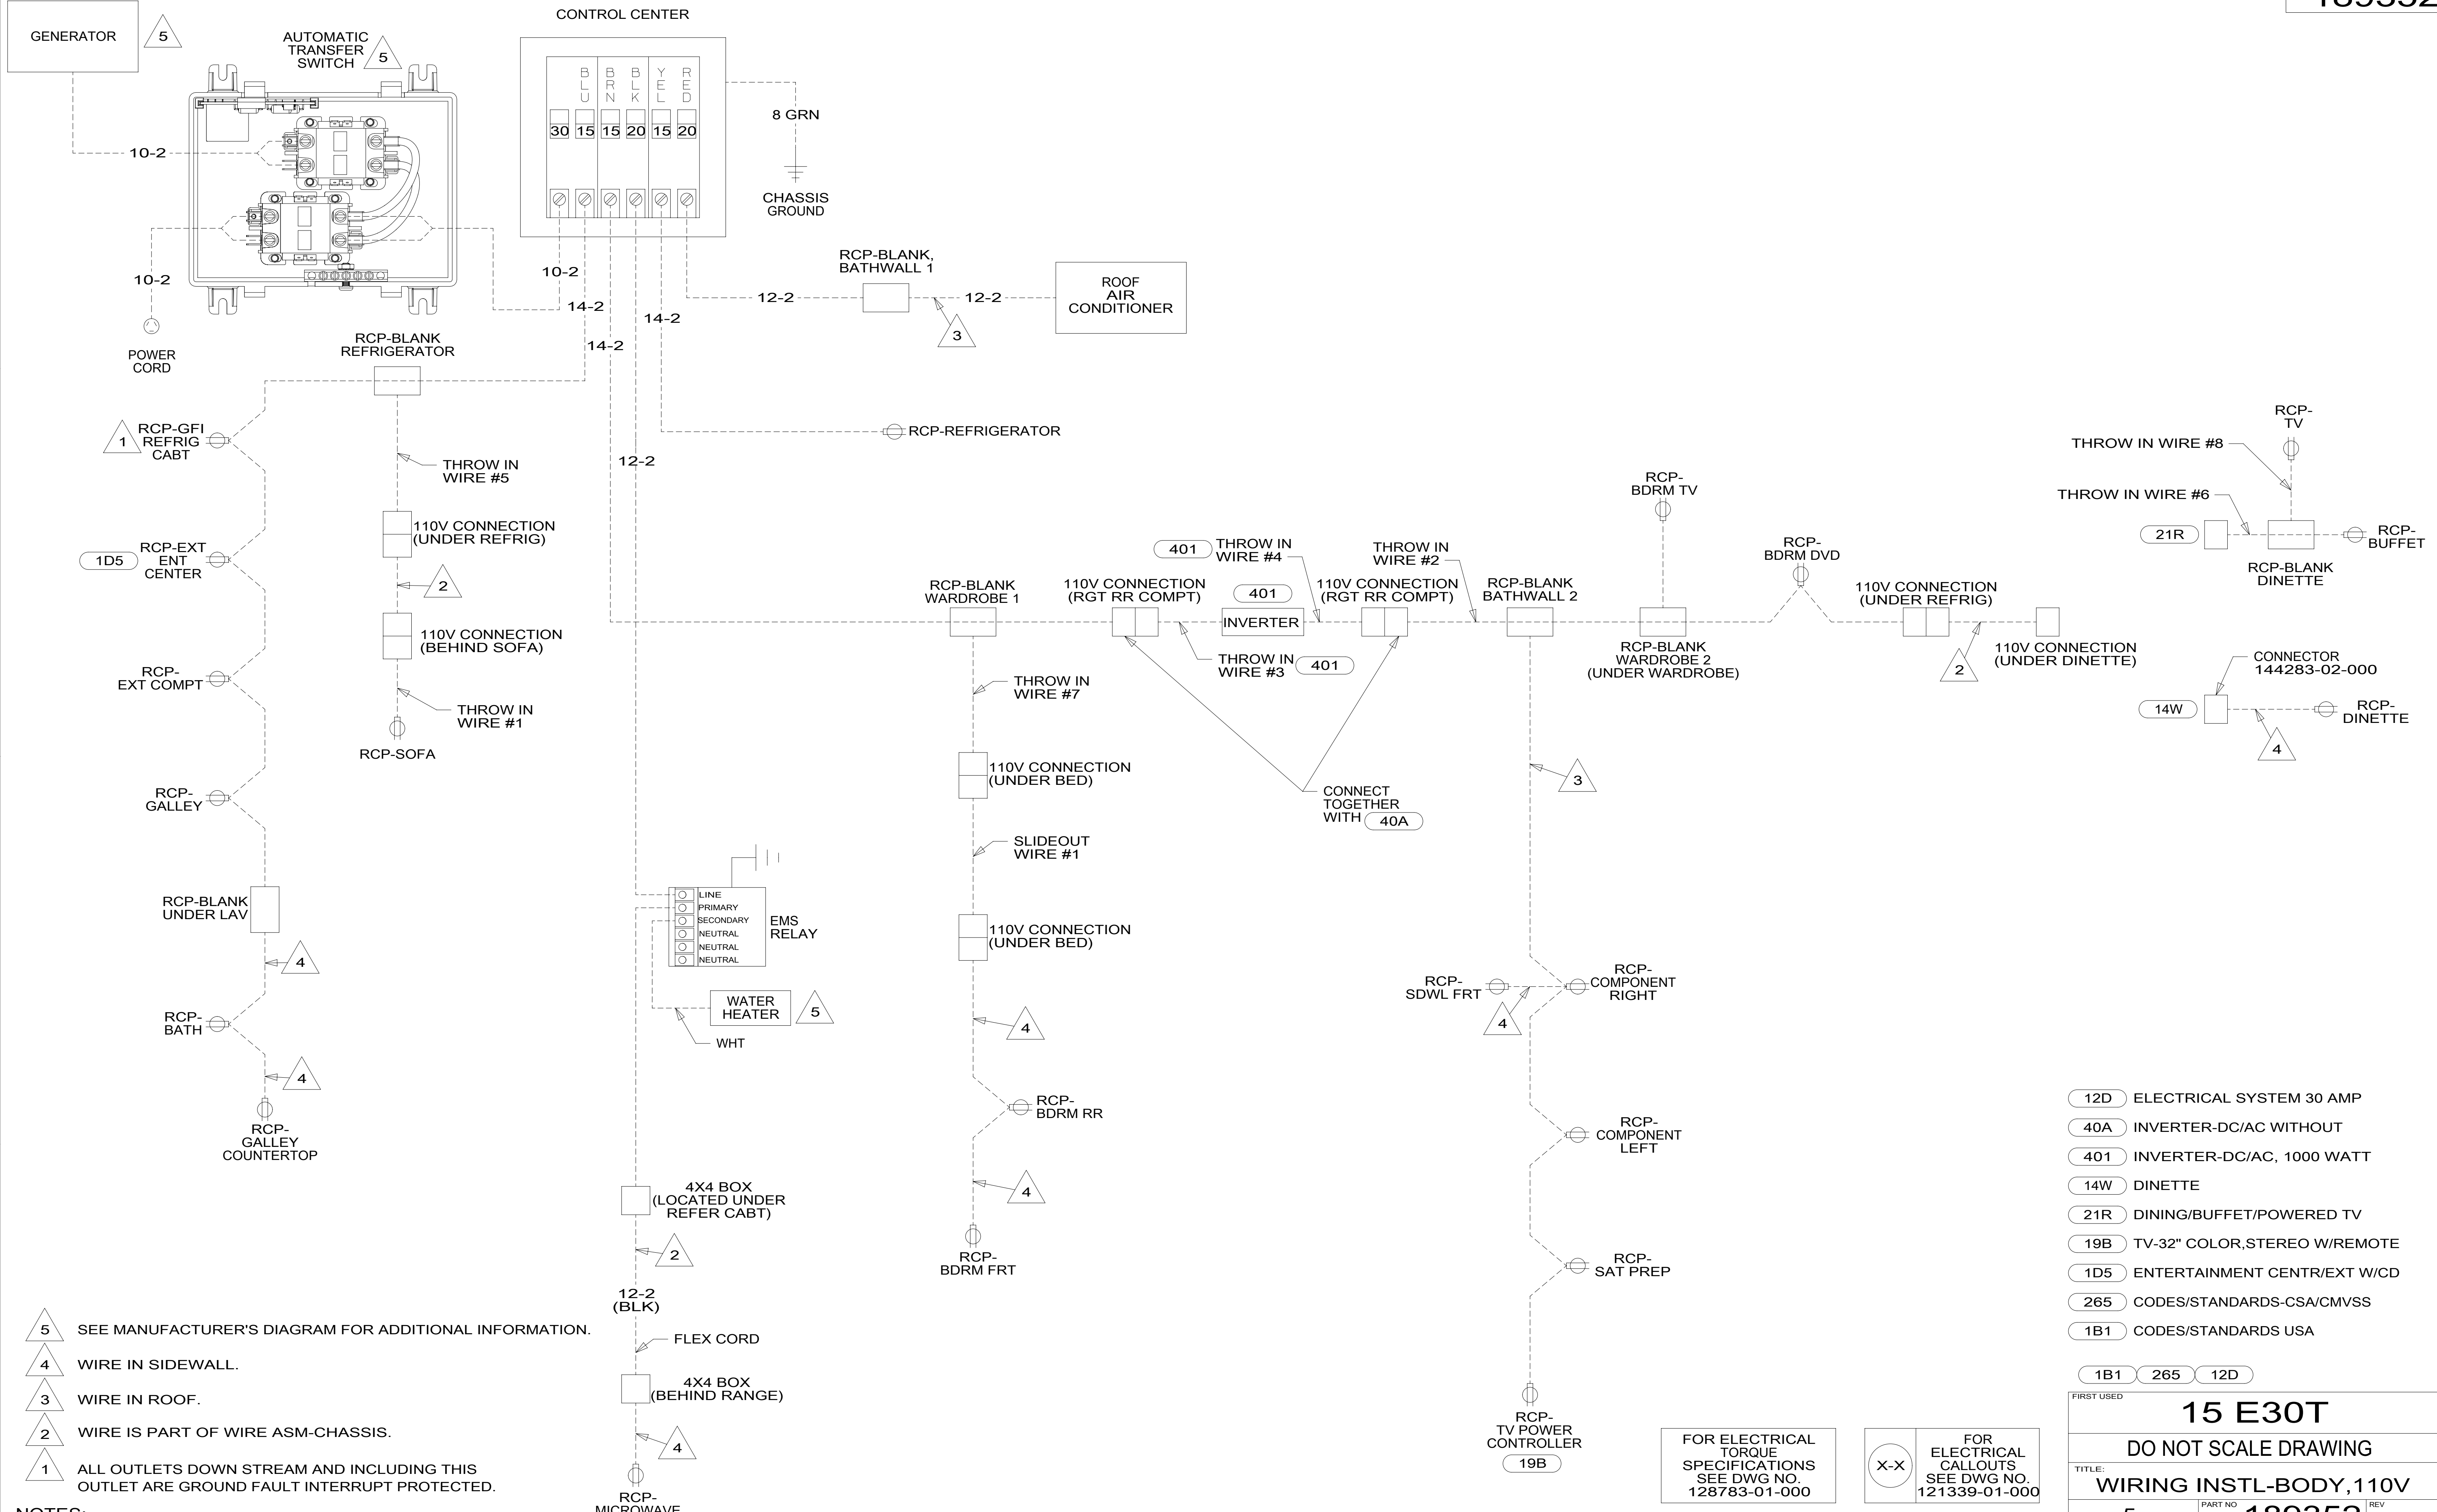 CONTROL CENTER
GENERATOR
5
AUTOMATIC
TRANSFER
SWITCH
5
BLU
BRN
BLK
YEL
RED
30 15 15 20 15 20
8 GRN
CHASSIS
GROUND
10-2
10-2
POWER
CORD
10-2
14-2
14-2
14-2
12-2
RCP-BLANK,
BATHWALL 1
12-2
12-2
3
ROOF
AIR
CONDITIONER
RCP-BLANK
REFRIGERATOR
1
RCP-GFI
REFRIG
CABT
1D5
RCP-EXT
ENT
CENTER
RCP-
EXT COMPT
RCP-
GALLEY
RCP-BLANK
UNDER LAV
4
RCP-
BATH
4
RCP-
GALLEY
COUNTERTOP
THROW IN
WIRE #5
110V CONNECTION
(UNDER REFRIG)
2
110V CONNECTION
(BEHIND SOFA)
THROW IN
WIRE #1
RCP-SOFA
RCP-REFRIGERATOR
LINE
PRIMARY
SECONDARY
NEUTRAL
NEUTRAL
NEUTRAL
EMS
RELAY
WATER
HEATER
5
WHT
4X4 BOX
(LOCATED UNDER
REFER CABT)
2
12-2
(BLK)
FLEX CORD
4X4 BOX
(BEHIND RANGE)
4
RCP-
MICROWAVE
RCP-BLANK
WARDROBE 1
THROW IN
WIRE #7
110V CONNECTION
(UNDER BED)
SLIDEOUT
WIRE #1
110V CONNECTION
(UNDER BED)
4
RCP-
BDRM RR
4
RCP-
BDRM FRT
110V CONNECTION
(RGT RR COMPT)
401
THROW IN
WIRE #4
401
INVERTER
THROW IN
WIRE #3
401
THROW IN
WIRE #2
110V CONNECTION
(RGT RR COMPT)
CONNECT
TOGETHER
WITH
40A
RCP-BLANK
BATHWALL 2
3
RCP-
SDWL FRT
4
RCP-
COMPONENT
RIGHT
RCP-
COMPONENT
LEFT
RCP-
SAT PREP
RCP-
TV POWER
CONTROLLER
19B
RCP-
BDRM TV
RCP-BLANK
WARDROBE 2
(UNDER WARDROBE)
RCP-
BDRM DVD
110V CONNECTION
(UNDER REFRIG)
2
110V CONNECTION
(UNDER DINETTE)
RCP-
TV
THROW IN WIRE #8
THROW IN WIRE #6
21R
RCP-
BUFFET
RCP-BLANK
DINETTE
CONNECTOR
144283-02-000
14W
RCP-
DINETTE
4
12D ELECTRICAL SYSTEM 30 AMP
40A INVERTER-DC/AC WITHOUT
401 INVERTER-DC/AC, 1000 WATT
14W DINETTE
21R DINING/BUFFET/POWERED TV
19B TV-32" COLOR,STEREO W/REMOTE
1D5 ENTERTAINMENT CENTR/EXT W/CD
265 CODES/STANDARDS-CSA/CMVSS
1B1 CODES/STANDARDS USA
1B1 265 12D
5 SEE MANUFACTURER'S DIAGRAM FOR ADDITIONAL INFORMATION.
4 WIRE IN SIDEWALL.
3 WIRE IN ROOF.
2 WIRE IS PART OF WIRE ASM-CHASSIS.
1 ALL OUTLETS DOWN STREAM AND INCLUDING THIS
OUTLET ARE GROUND FAULT INTERRUPT PROTECTED.
NOTES:
FOR ELECTRICAL
TORQUE
SPECIFICATIONS
SEE DWG NO.
128783-01-000
X-X
FOR
ELECTRICAL
CALLOUTS
SEE DWG NO.
121339-01-000
FIRST USED
15 E30T
DO NOT SCALE DRAWING
TITLE:
WIRING INSTL-BODY,110V
PART NO
189352
REV